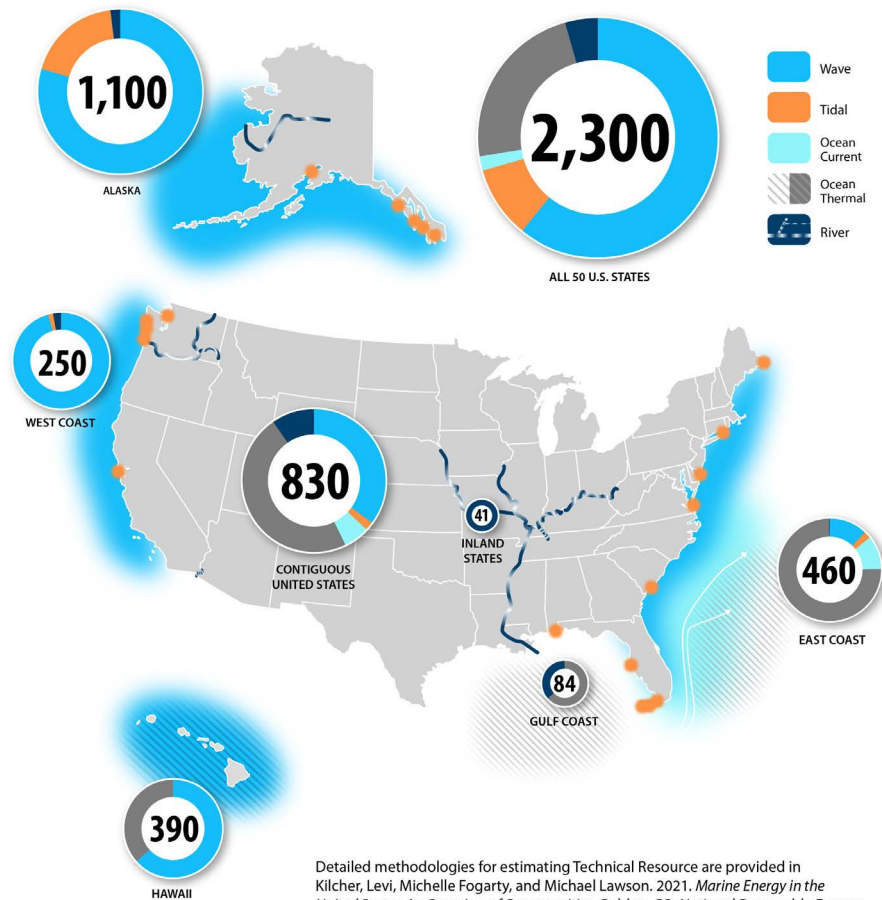 1,100
ALASKA
2,300
ALL 50 U.S. STATES
Wave
Tidal
Ocean
Current
Ocean
Thermal
River
250
WEST COAST
830
CONTIGUOUS
UNITED STATES
41
INLAND
STATES
460
EAST COAST
84
GULF COAST
390
HAWAII
Detailed methodologies for estimating Technical Resource are provided in
Kilcher, Levi, Michelle Fogarty, and Michael Lawson. 2021. Marine Energy in the